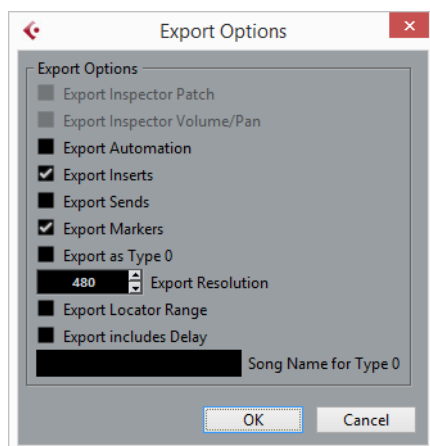 Export Options
Export Options
Export Inspector Patch
Export Inspector Volume/Pan
Export Automation
Export Inserts
Export Sends
Export Markers
Export as Type 0
480 Export Resolution
Export Locator Range
Export includes Delay
Song Name for Type 0
OK Cancel